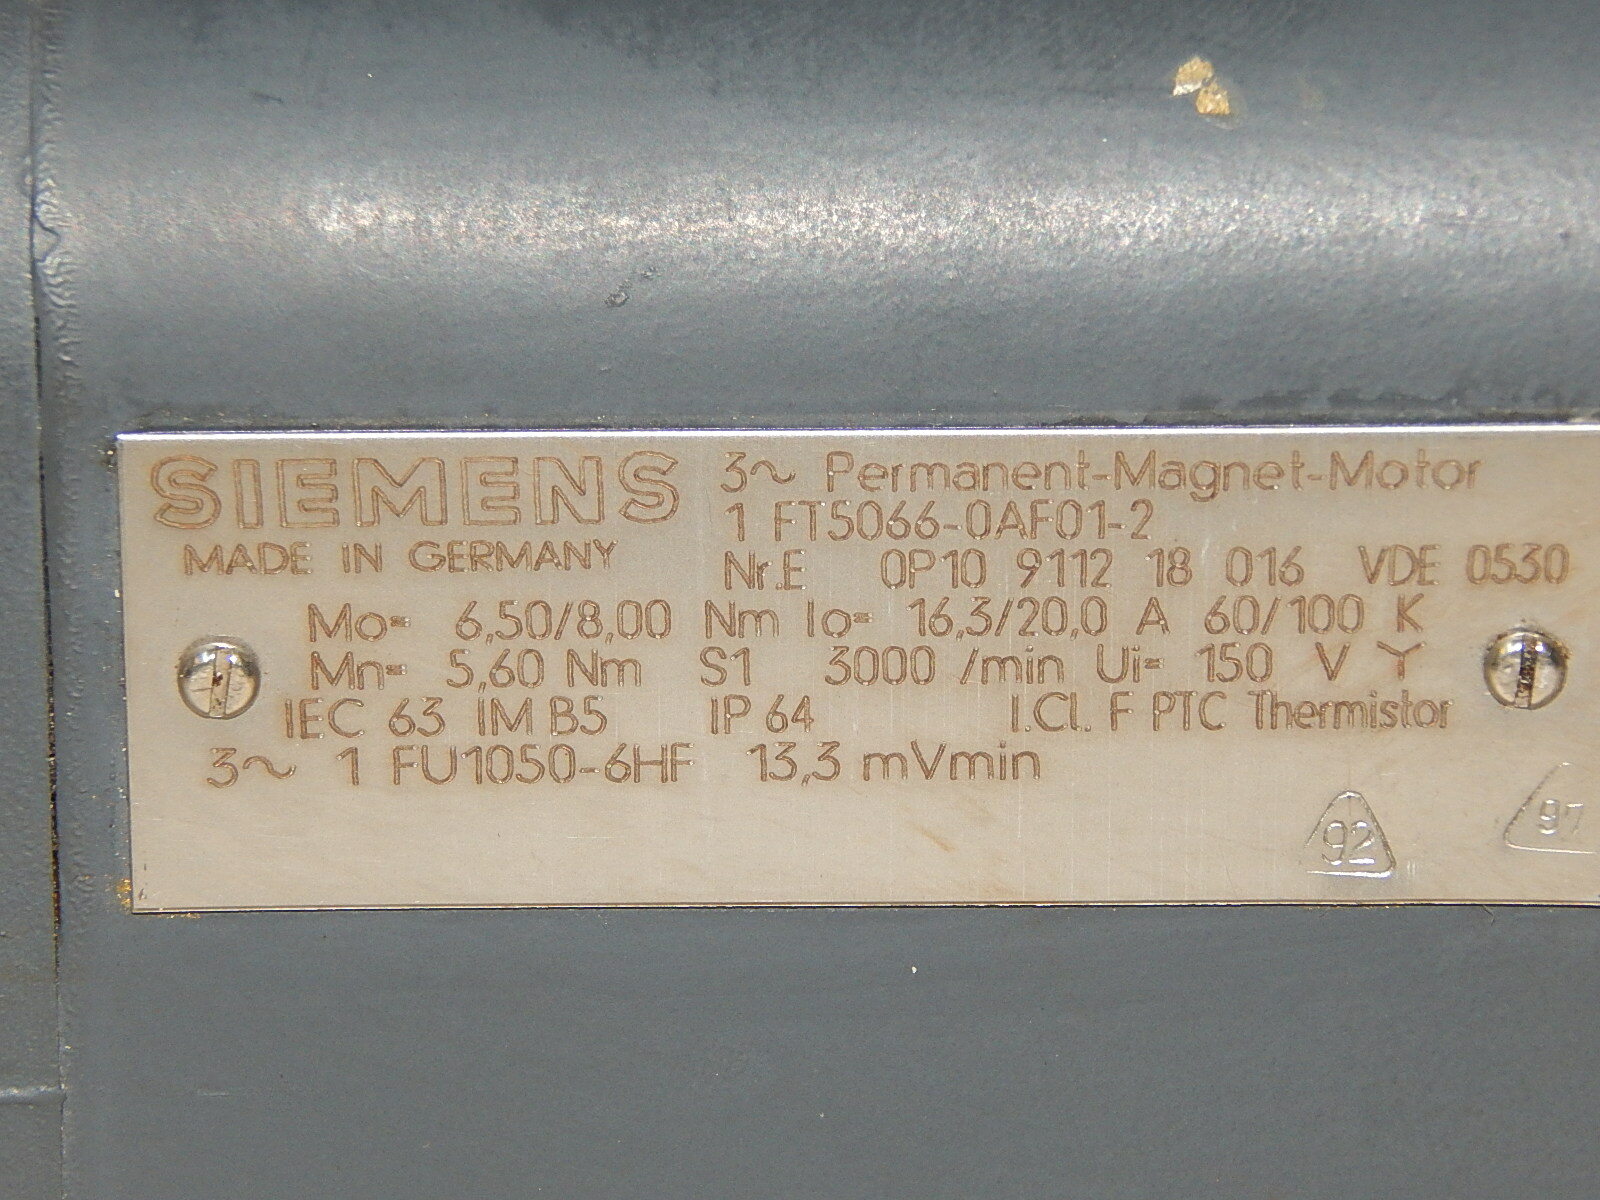 SIEMENS
MADE IN GERMANY
3~ Permanent-Magnet-Motor
1 FT5066-0AF01-2
Nr.E 0P10 9112 18 016 VDE 0530
Mo= 6,50/8,00 Nm Io= 16,3/20,0 A 60/100 K
Mn= 5,60 Nm S1 3000 /min Ui= 150 V Y
IEC 63 IM B5 IP 64 I.Cl. F PTC Thermistor
3~ 1 FU1050-6HF 13,3 mVmin
92